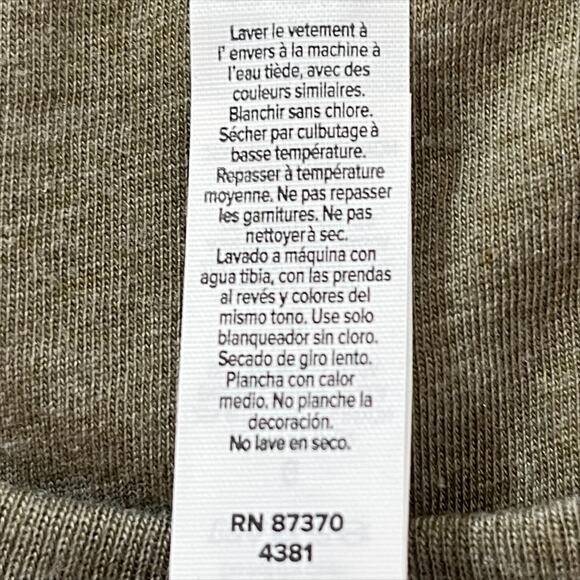 Laver le vetement à
l' envers à la machine à
l'eau tiède, avec des
couleurs similaires.
Blanchir sans chlore.
Sécher par culbutage à
basse température.
Repasser à température
moyenne. Ne pas repasser
les garnitures. Ne pas
nettoyer à sec.
Lavado a máquina con
agua tibia, con las prendas
al revés y colores del
mismo tono. Use solo
blanqueador sin cloro.
Secado de giro lento.
Plancha con calor
medio. No planche la
decoración.
No lave en seco.
RN 87370
4381